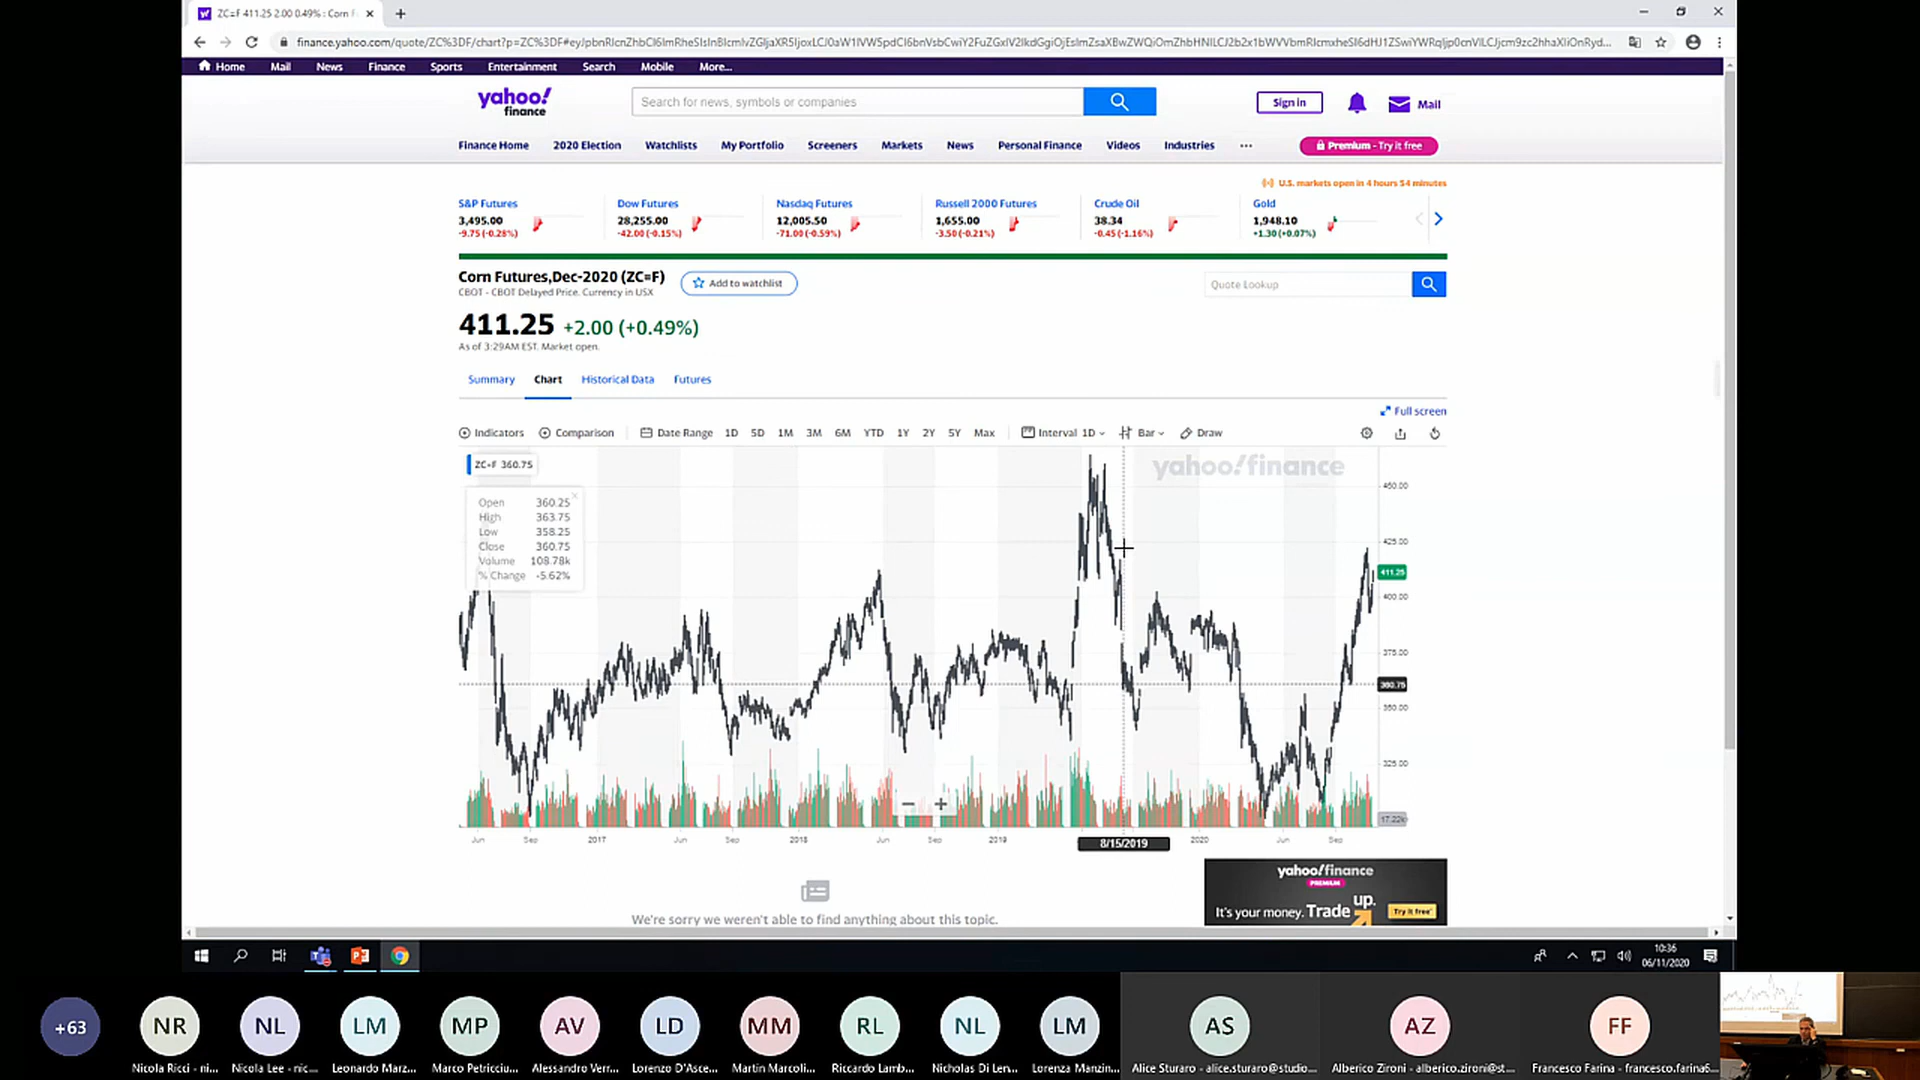 ZC=F 411.25 2.00 0.49% : Corn F
Home Mail News Finance Sports Entertainment Search Mobile More...
yahoo!
finance
Search for news, symbols or companies
Sign in
Mail
Finance Home 2020 Election Watchlists My Portfolio Screeners Markets News Personal Finance Videos Industries ...
Premium - Try it free
U.S. markets open in 4 hours 54 minutes
S&P Futures Dow Futures Nasdaq Futures Russell 2000 Futures Crude Oil Gold
3,495.00 28,255.00 12,005.50 1,655.00 38.34 1,948.10
-9.75 (-0.28%) -42.00 (-0.15%) -71.00 (-0.59%) -3.50 (-0.21%) -0.45 (-1.16%) +1.30 (+0.07%)
Corn Futures,Dec-2020 (ZC=F)
Add to watchlist
Quote Lookup
CBOT - CBOT Delayed Price. Currency in USX
411.25 +2.00 (+0.49%)
As of 3:29AM EST. Market open.
Summary Chart Historical Data Futures
Full screen
Indicators Comparison Date Range 1D 5D 1M 3M 6M YTD 1Y 2Y 5Y Max Interval 1D Bar Draw
ZC=F 360.75
yahoo!finance
Open 360.25
High 363.75
Low 358.25
Close 360.75
Volume 108.78k
% Change -5.62%
450.00
425.00
411.25
400.00
375.00
360.75
350.00
325.00
17.22k
Jun Sep 2017 Jun Sep 2018 Jun Sep 2019 8/15/2019 2020 Jun Sep
We're sorry we weren't able to find anything about this topic.
yahoo!finance
PREMIUM
It's your money. Trade up.
Try it free
10:36
06/11/2020
+63 NR NL LM MP AV LD MM RL NL LM AS AZ FF
Nicola Ricci - ni... Nicola Lee - nic... Leonardo Marz... Marco Petricciu... Alessandro Verr... Lorenzo D'Asce... Martin Marcoli... Riccardo Lamb... Nicholas Di Len... Lorenza Manzin... Alice Sturaro - alice.sturaro@studio... Alberico Zironi - alberico.zironi@st... Francesco Farina - francesco.farina6...